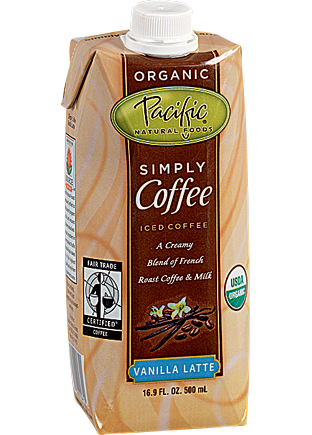 ORGANIC
Pacific
NATURAL FOODS
SIMPLY
Coffee
ICED COFFEE
A Creamy
Blend of French
Roast Coffee & Milk
FAIR TRADE
CERTIFIED
COFFEE
USDA
ORGANIC
VANILLA LATTE
16.9 FL. OZ. 500 mL